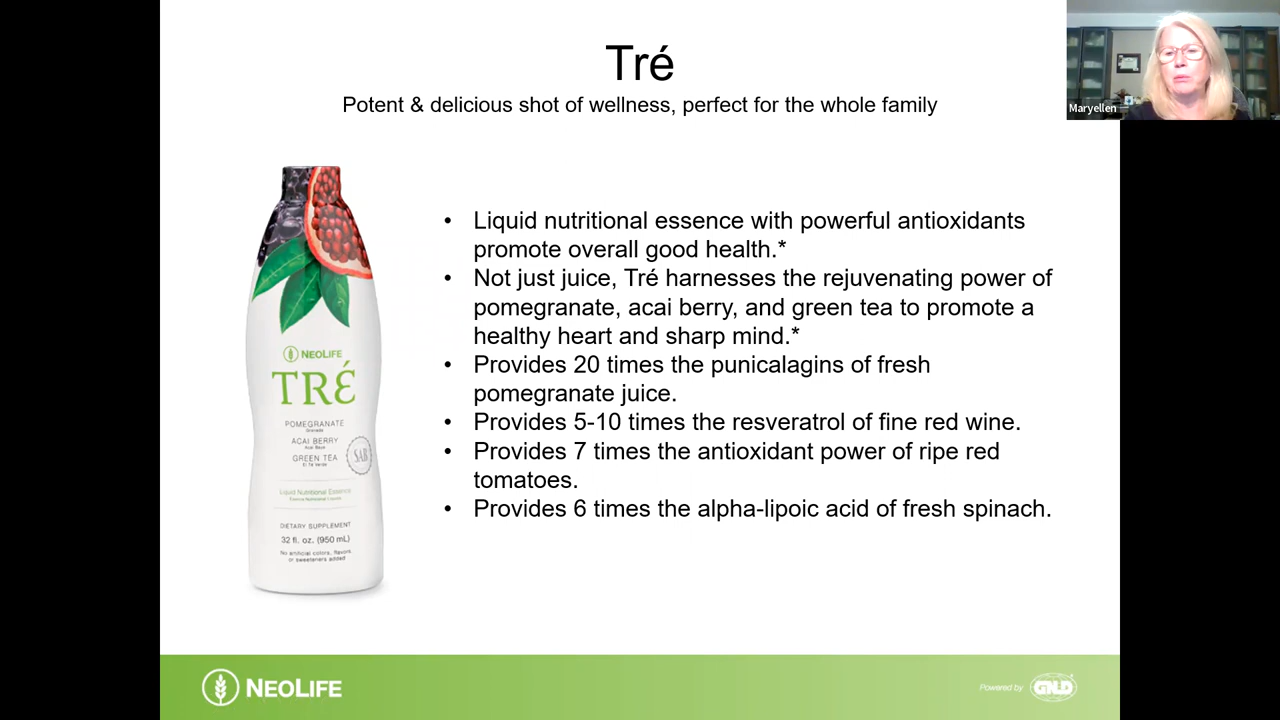 Tré
Potent & delicious shot of wellness, perfect for the whole family
Maryellen
• Liquid nutritional essence with powerful antioxidants
promote overall good health.*
• Not just juice, Tré harnesses the rejuvenating power of
pomegranate, acai berry, and green tea to promote a
healthy heart and sharp mind.*
• Provides 20 times the punicalagins of fresh
pomegranate juice.
• Provides 5-10 times the resveratrol of fine red wine.
• Provides 7 times the antioxidant power of ripe red
tomatoes.
• Provides 6 times the alpha-lipoic acid of fresh spinach.
NEOLIFE
TRÉ
POMEGRANATE
Granada
ACAI BERRY
GREEN TEA
El Té Verde
SAB
Liquid Nutritional Essence
DIETARY SUPPLEMENT
32 fl. oz. (950 mL)
No artificial colors, flavors,
or sweeteners added
NEOLIFE
Powered by GNLD